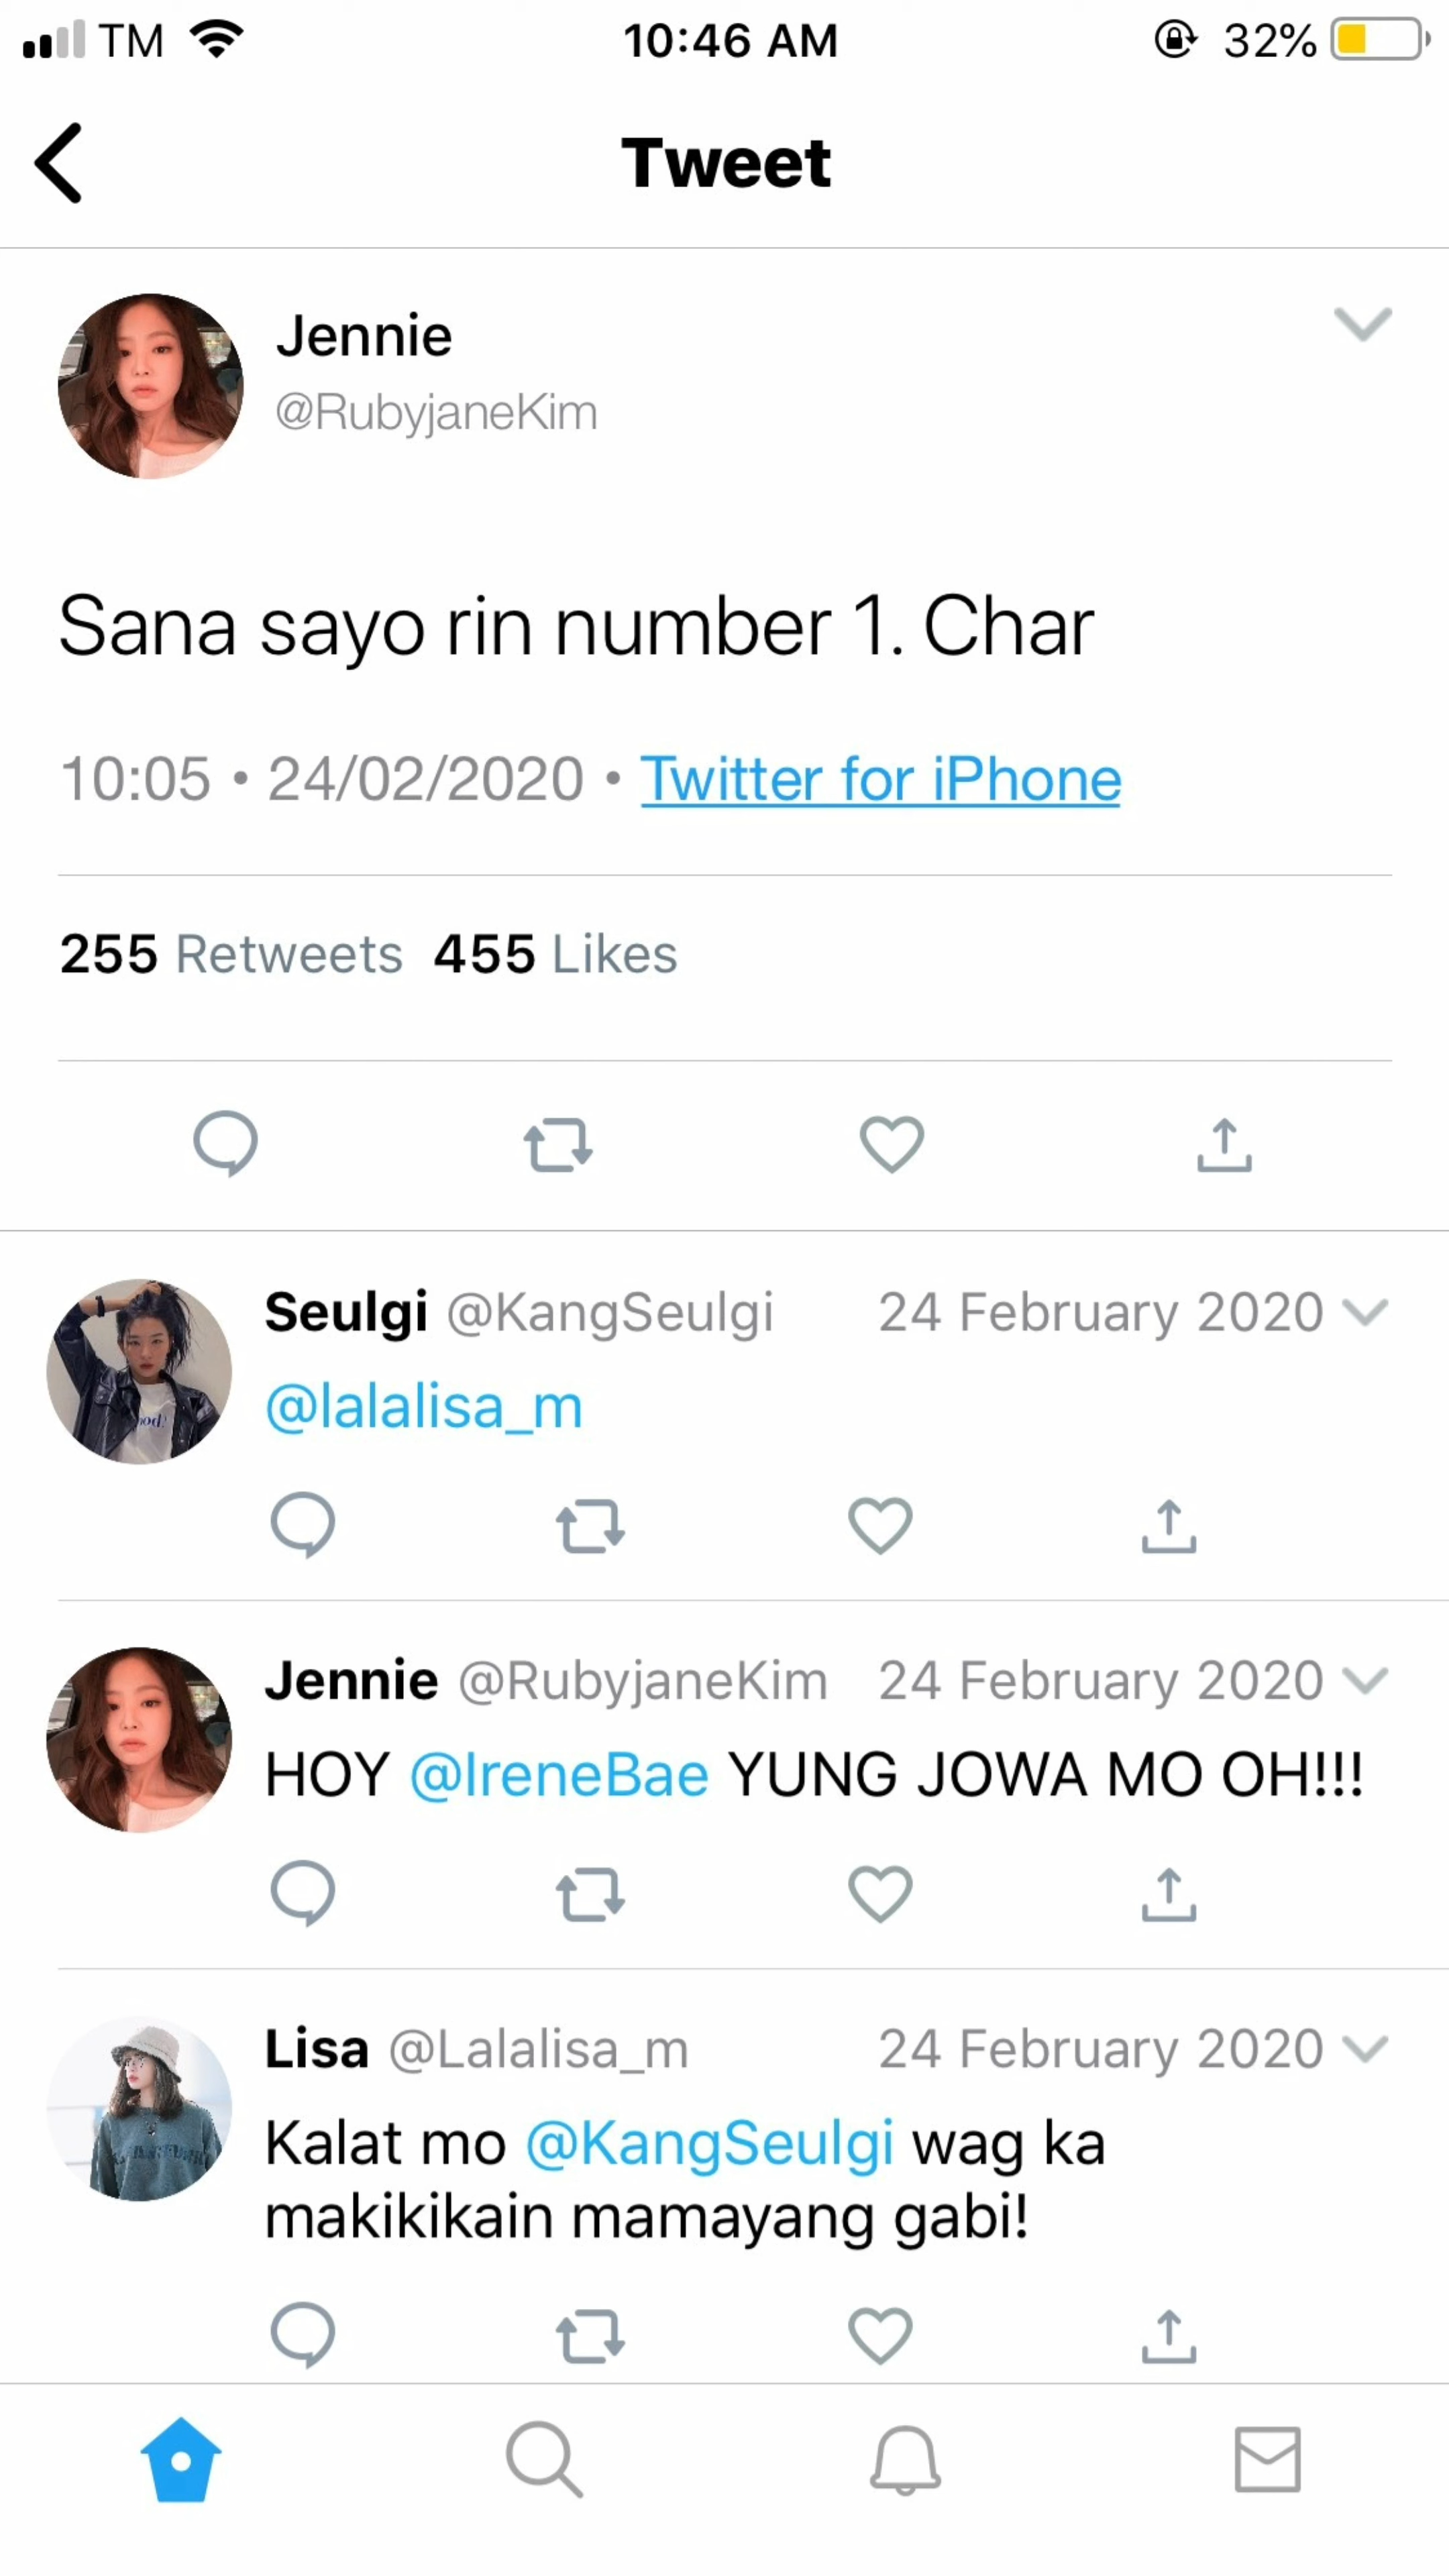 TM 10:46 AM 32%
Tweet
Jennie
@RubyjaneKim
Sana sayo rin number 1. Char
10:05 • 24/02/2020 • Twitter for iPhone
255 Retweets 455 Likes
Seulgi @KangSeulgi 24 February 2020
@lalalisa_m
Jennie @RubyjaneKim 24 February 2020
HOY @IreneBae YUNG JOWA MO OH!!!
Lisa @Lalalisa_m 24 February 2020
Kalat mo @KangSeulgi wag ka
makikikain mamayang gabi!